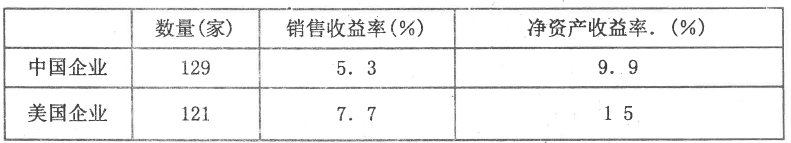 数量(家) 销售收益率(%) 净资产收益率.(%)
中国企业 129 5.3 9.9
美国企业 121 7.7 15